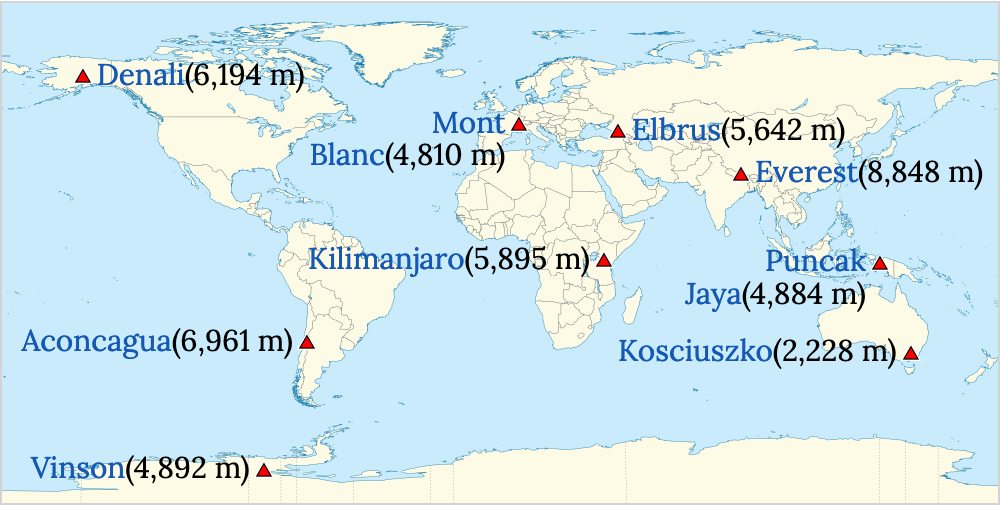 Denali(6,194 m)
Mont
Blanc(4,810 m)
Elbrus(5,642 m)
Everest(8,848 m)
Kilimanjaro(5,895 m)
Puncak
Jaya(4,884 m)
Aconcagua(6,961 m)
Kosciuszko(2,228 m)
Vinson(4,892 m)